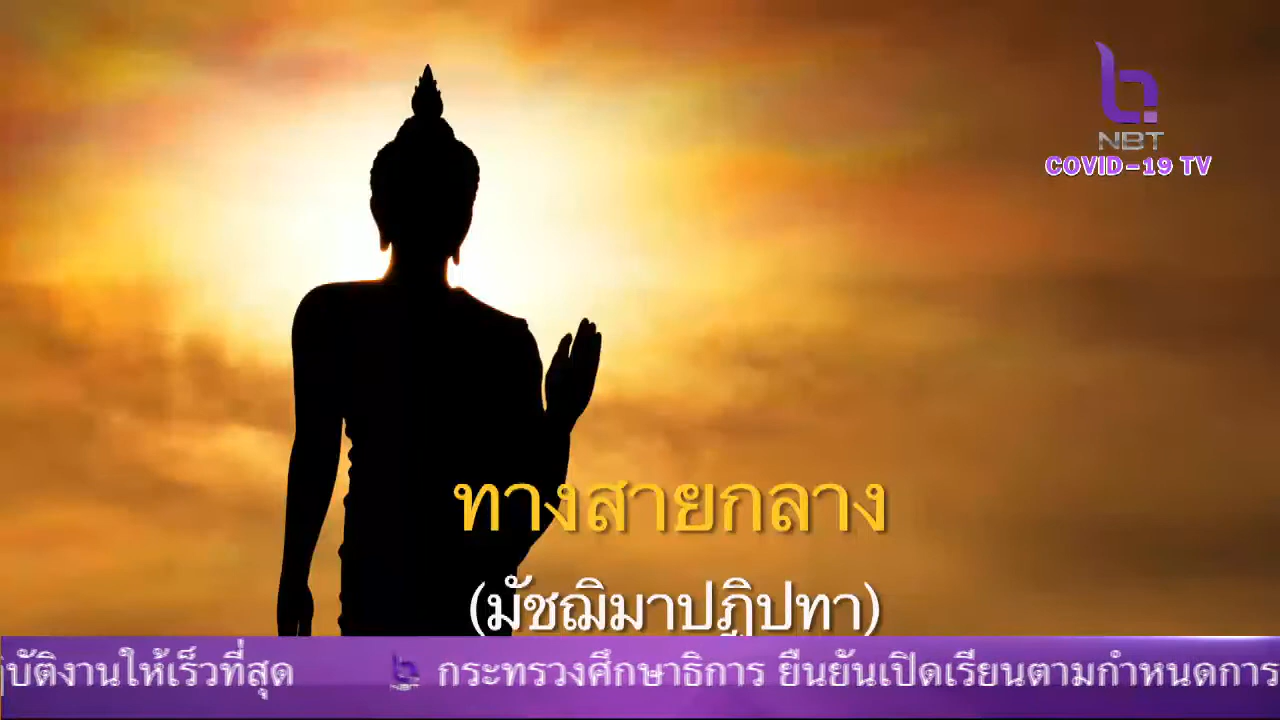 NBT
COVID-19 TV
ทางสายกลาง
(มัชฌิมาปฏิปทา)
บัติงานให้เร็วที่สุด กระทรวงศึกษาธิการ ยืนยันเปิดเรียนตามกำหนดการ